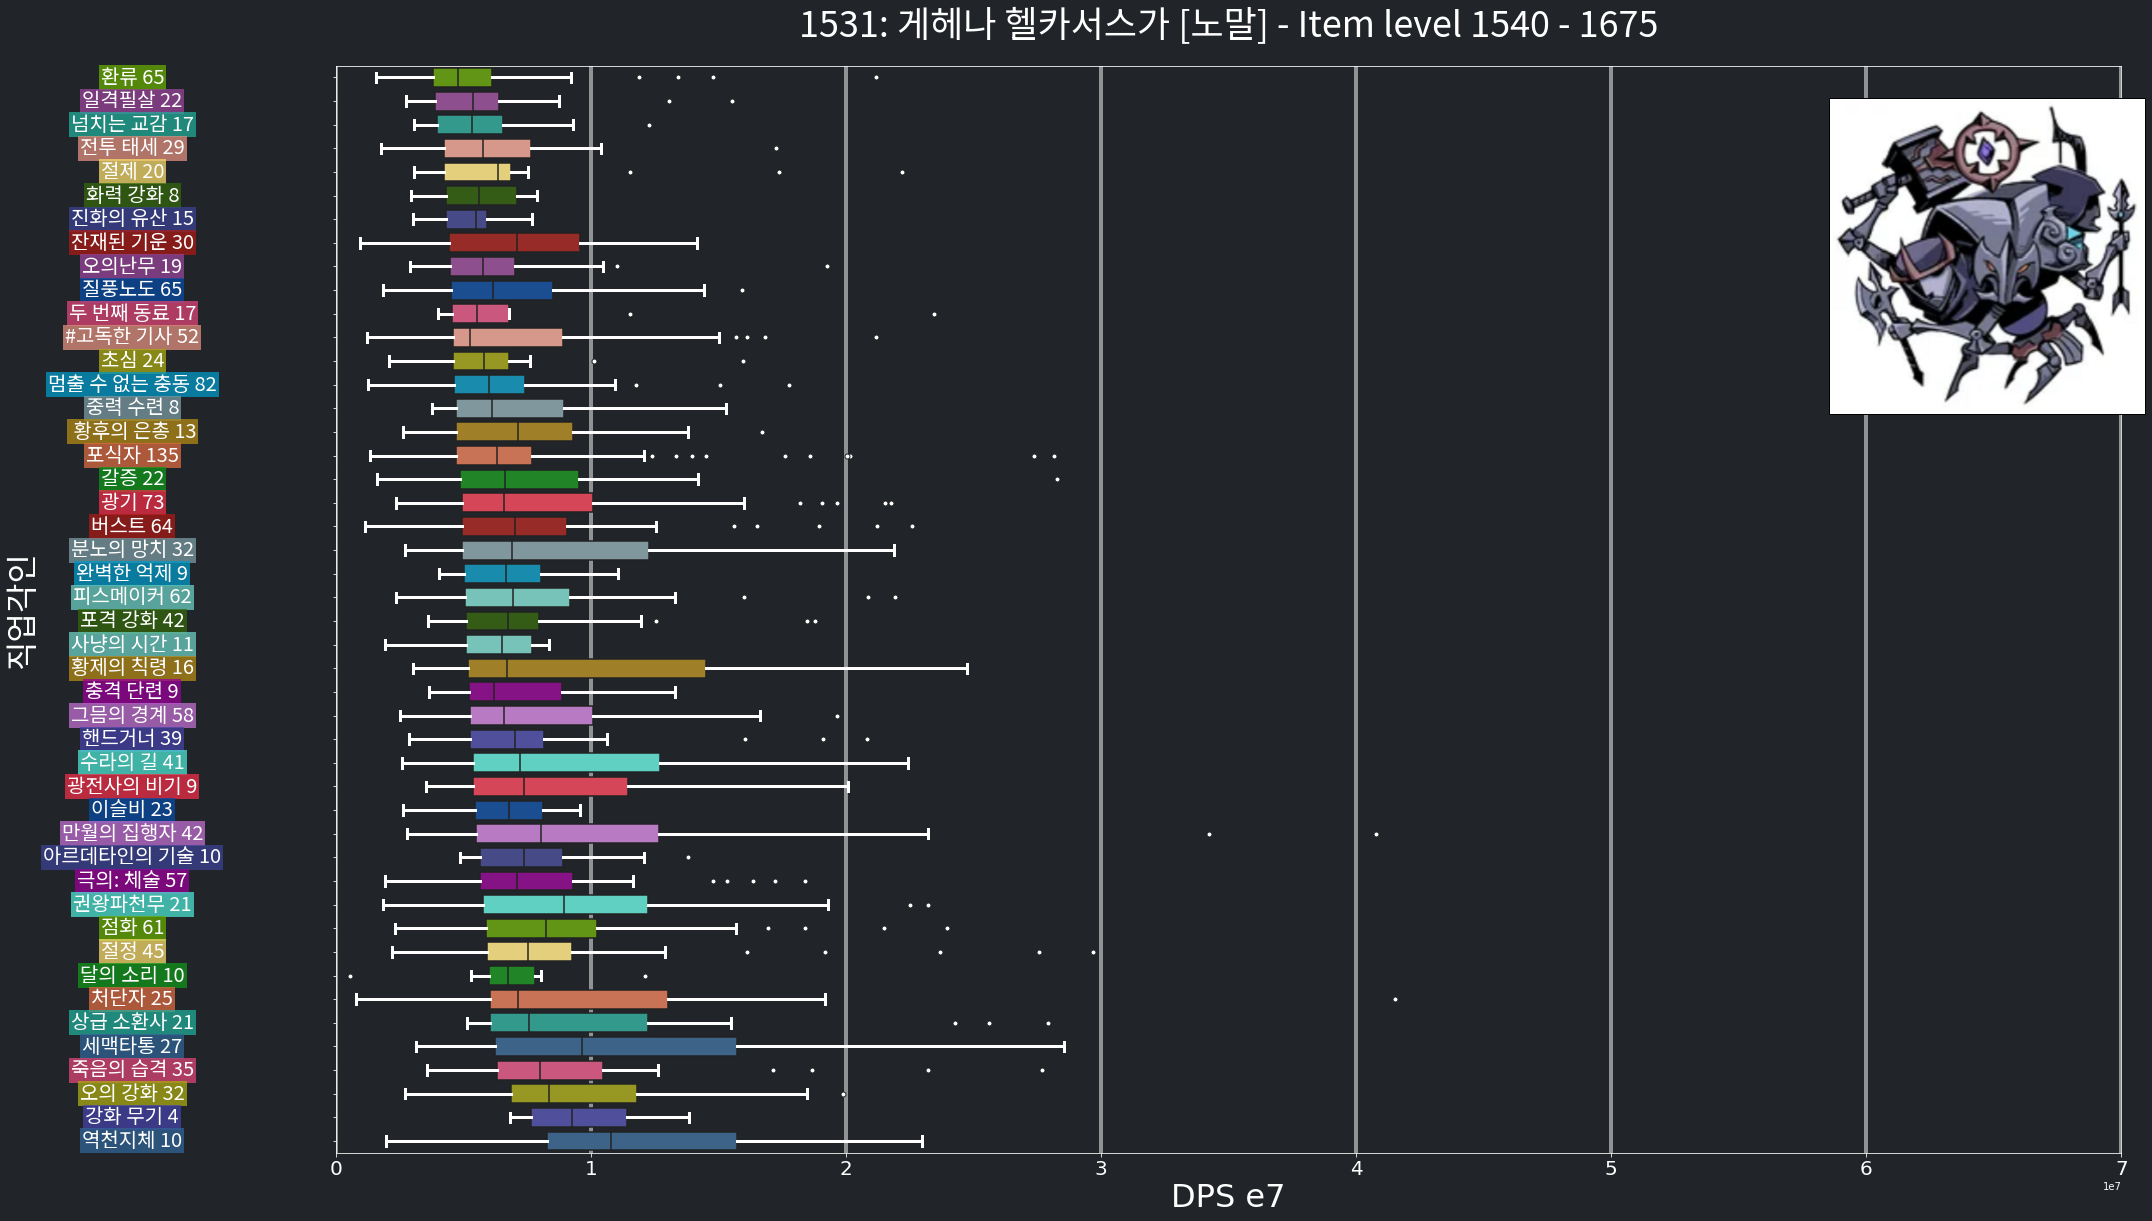 1531: 게헤나 헬카서스가 [노말] - Item level 1540 - 1675
직업각인
환류 65
일격필살 22
넘치는 교감 17
전투 태세 29
절제 20
화력 강화 8
진화의 유산 15
잔재된 기운 30
오의난무 19
질풍노도 65
두 번째 동료 17
#고독한 기사 52
초심 24
멈출 수 없는 충동 82
중력 수련 8
황후의 은총 13
포식자 135
갈증 22
광기 73
버스트 64
분노의 망치 32
완벽한 억제 9
피스메이커 62
포격 강화 42
사냥의 시간 11
황제의 칙령 16
충격 단련 9
그믐의 경계 58
핸드거너 39
수라의 길 41
광전사의 비기 9
이슬비 23
만월의 집행자 42
아르데타인의 기술 10
극의: 체술 57
권왕파천무 21
점화 61
절정 45
달의 소리 10
처단자 25
상급 소환사 21
세맥타통 27
죽음의 습격 35
오의 강화 32
강화 무기 4
역천지체 10
0 1 2 3 4 5 6 7
1e7
DPS e7